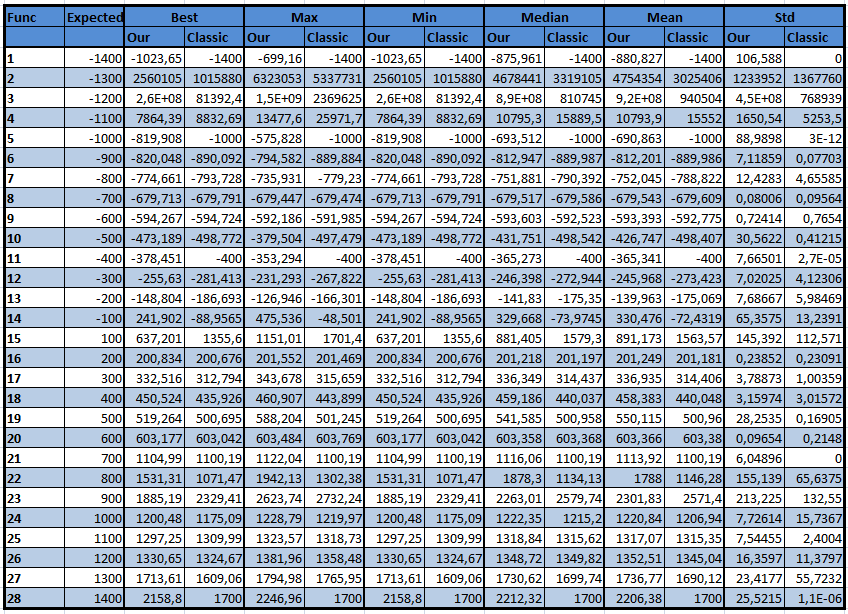 Func Expected Best Max Min Median Mean Std
Our Classic Our Classic Our Classic Our Classic Our Classic Our Classic
1 -1400 -1023,65 -1400 -699,16 -1400 -1023,65 -1400 -875,961 -1400 -880,827 -1400 106,588 0
2 -1300 2560105 1015880 6323053 5337731 2560105 1015880 4678441 3319105 4754354 3025406 1233952 1367760
3 -1200 2,6E+08 81392,4 1,5E+09 2369625 2,6E+08 81392,4 8,9E+08 810745 9,2E+08 940504 4,5E+08 768939
4 -1100 7864,39 8832,69 13477,6 25971,7 7864,39 8832,69 10795,3 15889,5 10793,9 15552 1650,54 5253,5
5 -1000 -819,908 -1000 -575,828 -1000 -819,908 -1000 -693,512 -1000 -690,863 -1000 88,9898 3E-12
6 -900 -820,048 -890,092 -794,582 -889,884 -820,048 -890,092 -812,947 -889,987 -812,201 -889,986 7,11859 0,07703
7 -800 -774,661 -793,728 -735,931 -779,23 -774,661 -793,728 -751,881 -790,392 -752,045 -788,822 12,4283 4,65585
8 -700 -679,713 -679,791 -679,447 -679,474 -679,713 -679,791 -679,517 -679,586 -679,543 -679,609 0,08006 0,09564
9 -600 -594,267 -594,724 -592,186 -591,985 -594,267 -594,724 -593,603 -592,523 -593,393 -592,775 0,72414 0,7654
10 -500 -473,189 -498,772 -379,504 -497,479 -473,189 -498,772 -431,751 -498,542 -426,747 -498,407 30,5622 0,41215
11 -400 -378,451 -400 -353,294 -400 -378,451 -400 -365,273 -400 -365,341 -400 7,66501 2,7E-05
12 -300 -255,63 -281,413 -231,293 -267,822 -255,63 -281,413 -246,398 -272,944 -245,968 -273,423 7,02025 4,12306
13 -200 -148,804 -186,693 -126,946 -166,301 -148,804 -186,693 -141,83 -175,35 -139,963 -175,069 7,68667 5,98469
14 -100 241,902 -88,9565 475,536 -48,501 241,902 -88,9565 329,668 -73,9745 330,476 -72,4319 65,3575 13,2391
15 100 637,201 1355,6 1151,01 1701,4 637,201 1355,6 881,405 1579,3 891,173 1563,57 145,392 112,571
16 200 200,834 200,676 201,552 201,469 200,834 200,676 201,218 201,197 201,249 201,181 0,23852 0,23091
17 300 332,516 312,794 343,678 315,659 332,516 312,794 336,349 314,437 336,935 314,406 3,78873 1,00359
18 400 450,524 435,926 460,907 443,899 450,524 435,926 459,186 440,037 458,383 440,048 3,15974 3,01572
19 500 519,264 500,695 588,204 501,245 519,264 500,695 541,585 500,958 550,115 500,96 28,2535 0,16905
20 600 603,177 603,042 603,484 603,769 603,177 603,042 603,358 603,368 603,366 603,38 0,09654 0,2148
21 700 1104,99 1100,19 1122,04 1100,19 1104,99 1100,19 1116,06 1100,19 1113,92 1100,19 6,04896 0
22 800 1531,31 1071,47 1942,13 1302,38 1531,31 1071,47 1878,3 1134,13 1788 1146,28 155,139 65,6375
23 900 1885,19 2329,41 2623,74 2732,24 1885,19 2329,41 2263,01 2579,74 2301,83 2571,4 213,225 132,55
24 1000 1200,48 1175,09 1228,79 1219,97 1200,48 1175,09 1222,35 1215,2 1220,84 1206,94 7,72614 15,7367
25 1100 1297,25 1309,99 1323,57 1318,73 1297,25 1309,99 1318,84 1315,62 1317,07 1315,35 7,54455 2,4004
26 1200 1330,65 1324,67 1381,96 1358,48 1330,65 1324,67 1348,72 1349,82 1352,51 1345,04 16,3597 11,3797
27 1300 1713,61 1609,06 1794,98 1765,95 1713,61 1609,06 1730,62 1699,74 1736,77 1690,12 23,4177 55,7232
28 1400 2158,8 1700 2246,96 1700 2158,8 1700 2212,32 1700 2206,38 1700 25,5215 1,1E-06